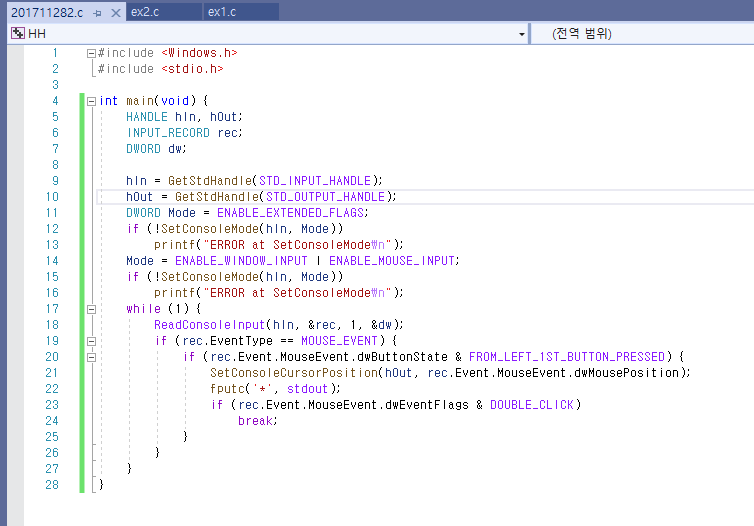 201711282.c ex2.c ex1.c
HH (전역 범위)
1 #include <Windows.h>
2 #include <stdio.h>
3
4 int main(void) {
5 HANDLE hIn, hOut;
6 INPUT_RECORD rec;
7 DWORD dw;
8
9 hIn = GetStdHandle(STD_INPUT_HANDLE);
10 hOut = GetStdHandle(STD_OUTPUT_HANDLE);
11 DWORD Mode = ENABLE_EXTENDED_FLAGS;
12 if (!SetConsoleMode(hIn, Mode))
13 printf("ERROR at SetConsoleMode₩n");
14 Mode = ENABLE_WINDOW_INPUT | ENABLE_MOUSE_INPUT;
15 if (!SetConsoleMode(hIn, Mode))
16 printf("ERROR at SetConsoleMode₩n");
17 while (1) {
18 ReadConsoleInput(hIn, &rec, 1, &dw);
19 if (rec.EventType == MOUSE_EVENT) {
20 if (rec.Event.MouseEvent.dwButtonState & FROM_LEFT_1ST_BUTTON_PRESSED) {
21 SetConsoleCursorPosition(hOut, rec.Event.MouseEvent.dwMousePosition);
22 fputc('*', stdout);
23 if (rec.Event.MouseEvent.dwEventFlags & DOUBLE_CLICK)
24 break;
25 }
26 }
27 }
28 }